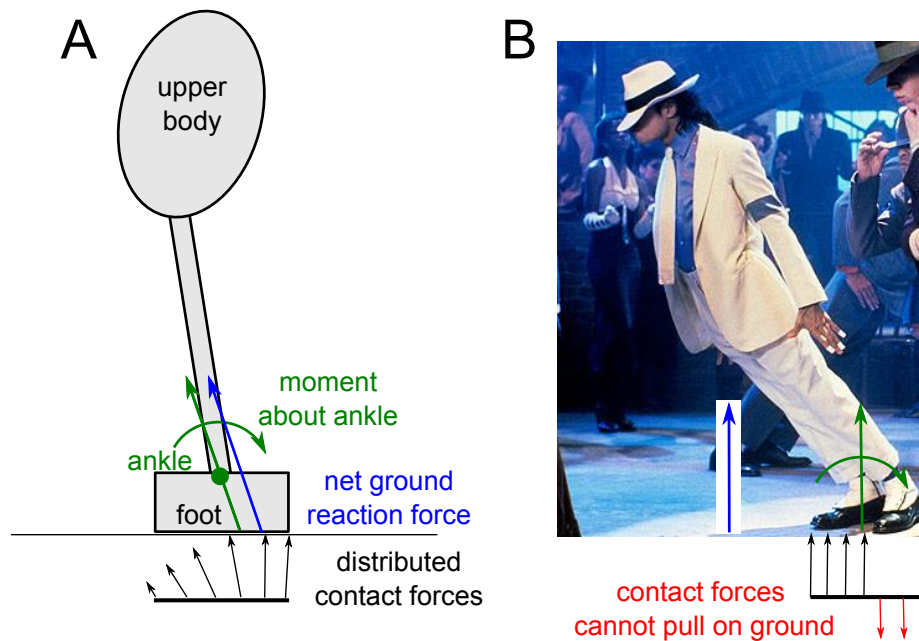 A
upper
body
moment
about ankle
ankle
foot
net ground
reaction force
distributed
contact forces
B
contact forces
cannot pull on ground